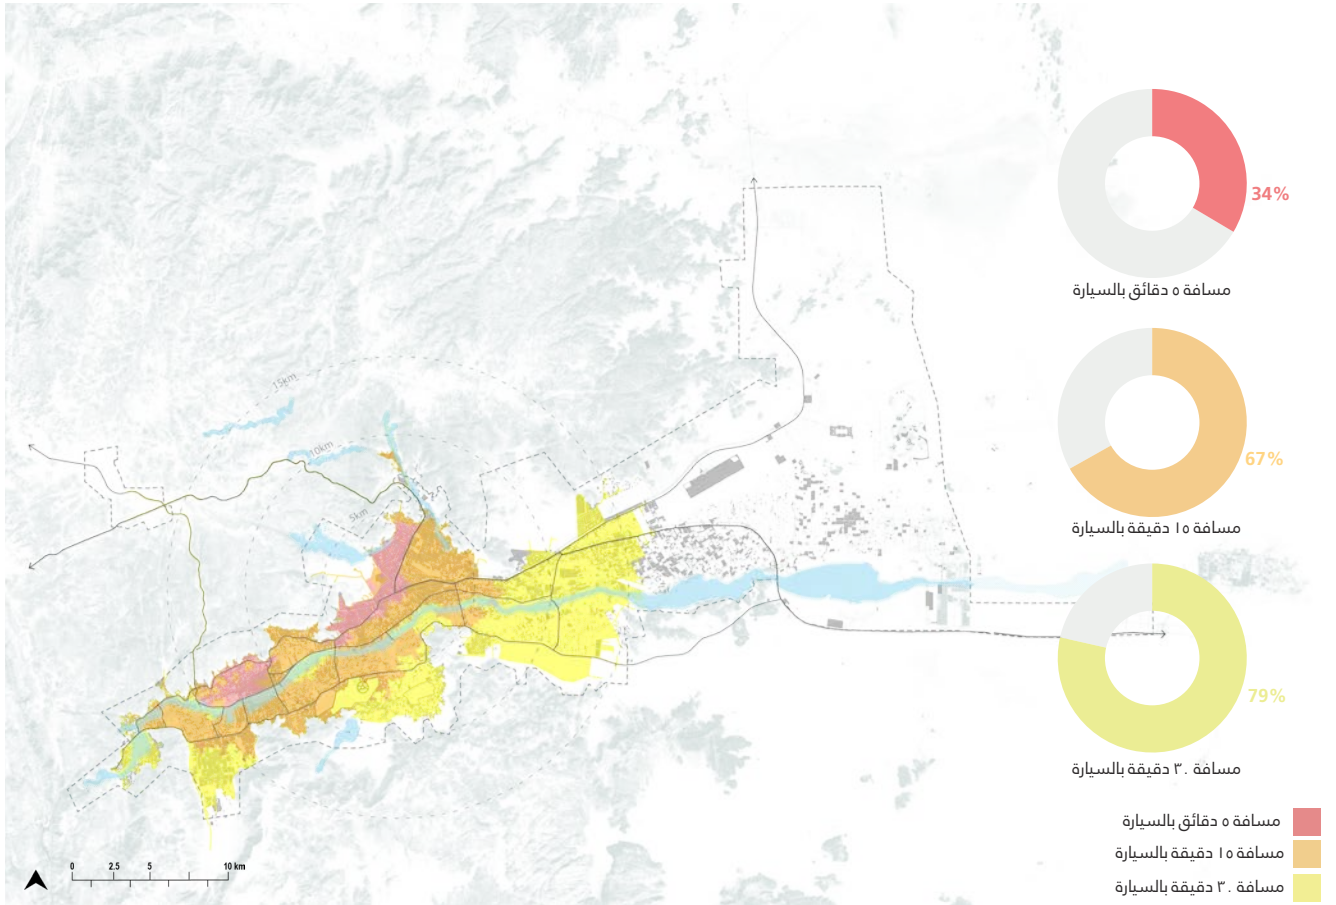 34%
مسافة ٥ دقائق بالسيارة
67%
مسافة ١٥ دقيقة بالسيارة
79%
مسافة ٣٠ دقيقة بالسيارة
15km
10km
5km
مسافة ٥ دقائق بالسيارة
مسافة ١٥ دقيقة بالسيارة
مسافة ٣٠ دقيقة بالسيارة
0 2.5 5 10 km